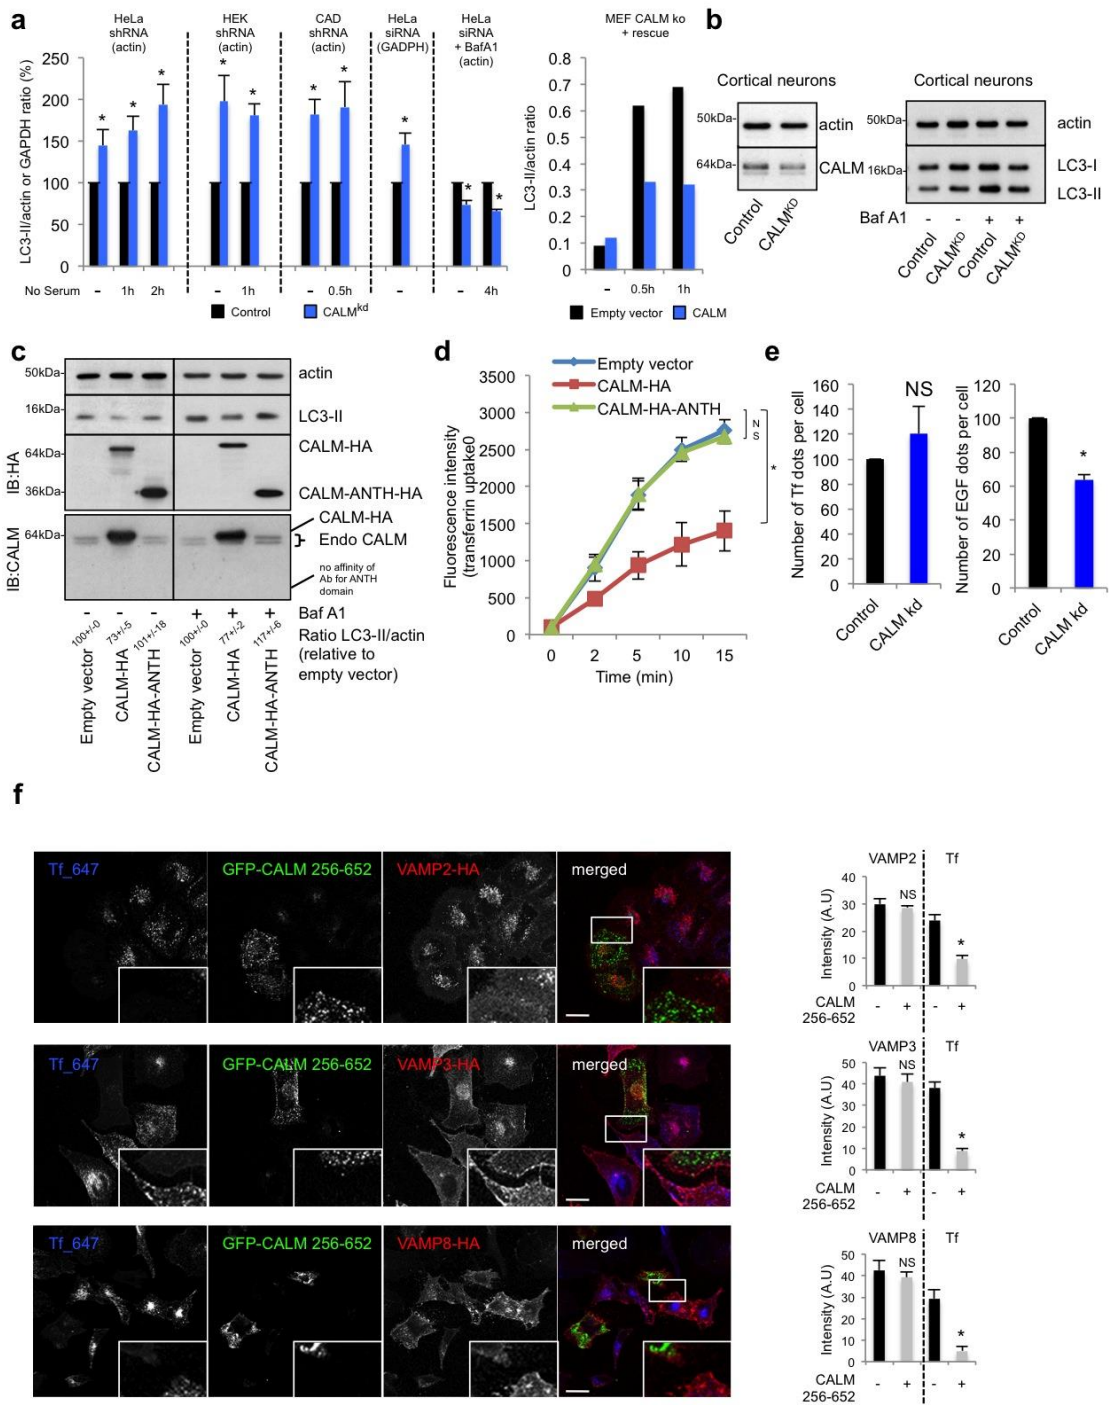 a
HeLa
shRNA
(actin)
HEK
shRNA
(actin)
CAD
shRNA
(actin)
HeLa
siRNA
(GADPH)
HeLa
siRNA
+ BafA1
(actin)
LC3-II/actin or GAPDH ratio (%)
250
200
150
100
50
0
* * * * * * * * * *
No Serum - 1h 2h - 1h - 0.5h - - 4h
Control CALMkd
MEF CALM ko
+ rescue
LC3-II/actin ratio
0.8
0.7
0.6
0.5
0.4
0.3
0.2
0.1
0
- 0.5h 1h
Empty vector CALM
b
Cortical neurons
50kDa- actin
64kDa- CALM
Control CALMKD
Cortical neurons
50kDa- actin
16kDa- LC3-I
LC3-II
Baf A1 - - + +
Control CALMKD Control CALMKD
c
50kDa- actin
16kDa- LC3-II
IB:HA
64kDa- CALM-HA
36kDa- CALM-ANTH-HA
IB:CALM
CALM-HA
64kDa- } Endo CALM
no affinity of
Ab for ANTH
domain
- - - + + + Baf A1
100+/-0 73+/-5 101+/-18 100+/-0 77+/-2 117+/-6 Ratio LC3-II/actin
(relative to
empty vector)
Empty vector CALM-HA CALM-HA-ANTH Empty vector CALM-HA CALM-HA-ANTH
d
Empty vector
CALM-HA
CALM-HA-ANTH
Fluorescence intensity
(transferrin uptake0
3500
3000
2500
2000
1500
1000
500
0
NS
*
0 2 5 10 15
Time (min)
e
Number of Tf dots per cell
160
140
120
100
80
60
40
20
0
NS
Control CALM kd
Number of EGF dots per cell
120
100
80
60
40
20
0
*
Control CALM kd
f
Tf_647 GFP-CALM 256-652 VAMP2-HA merged
VAMP2 Tf
Intensity (A.U)
40
30
20
10
0
NS
*
CALM - + - +
256-652
Tf_647 GFP-CALM 256-652 VAMP3-HA merged
VAMP3 Tf
Intensity (A.U)
50
40
30
20
10
0
NS
*
CALM - + - +
256-652
Tf_647 GFP-CALM 256-652 VAMP8-HA merged
VAMP8 Tf
Intensity (A.U)
50
40
30
20
10
0
NS
*
CALM - + - +
256-652